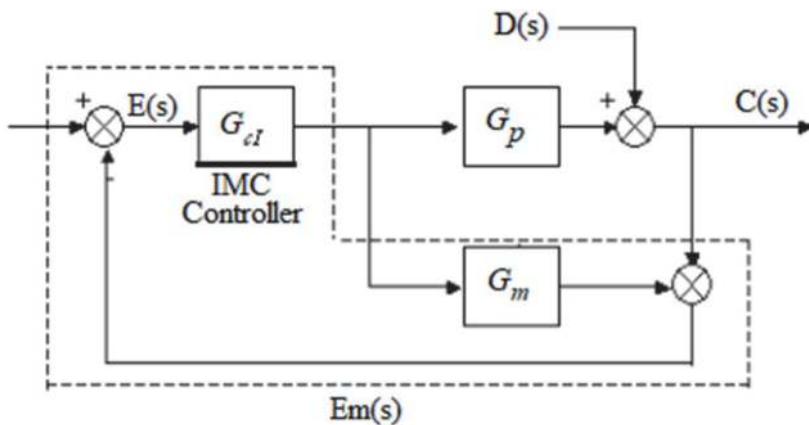 D(s)
+
E(s)
G_cI
IMC
Controller
-
G_p
+
C(s)
G_m
Em(s)